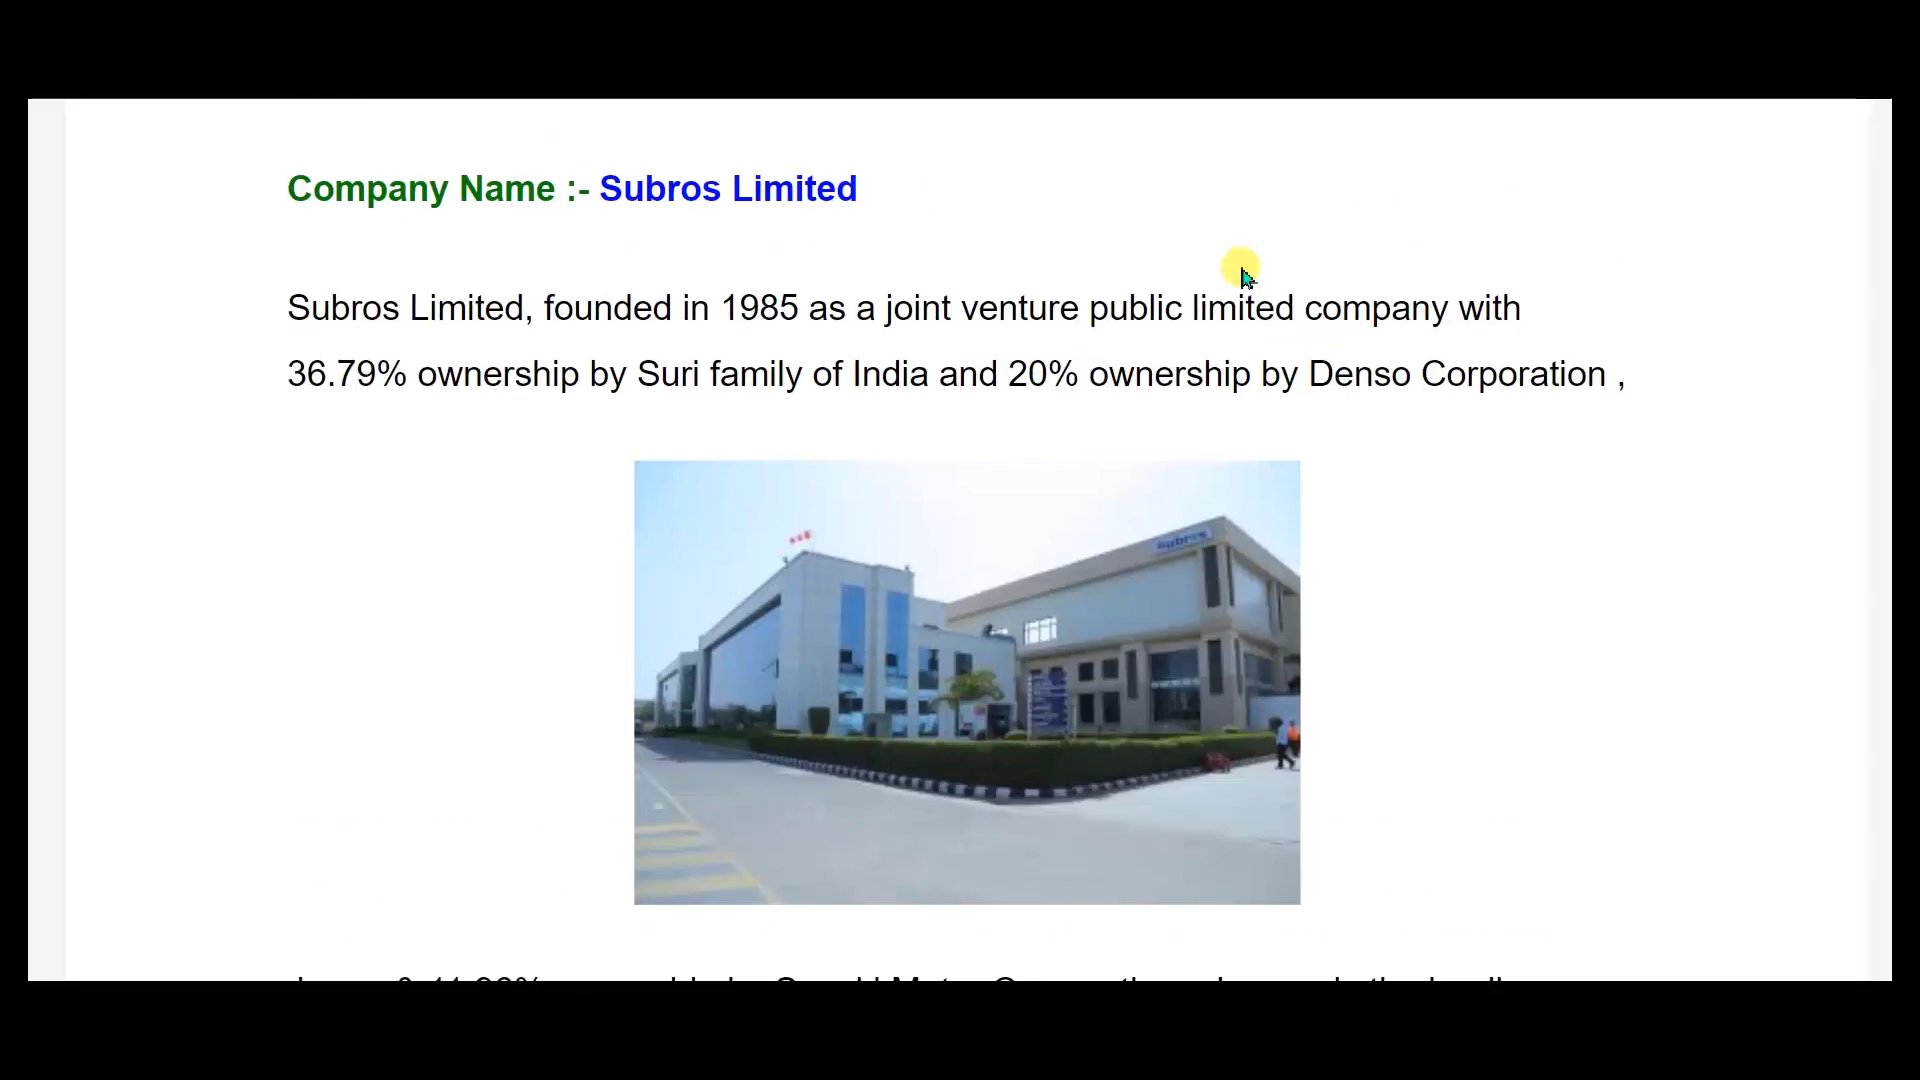 Company Name :- Subros Limited
Subros Limited, founded in 1985 as a joint venture public limited company with
36.79% ownership by Suri family of India and 20% ownership by Denso Corporation ,
Subros